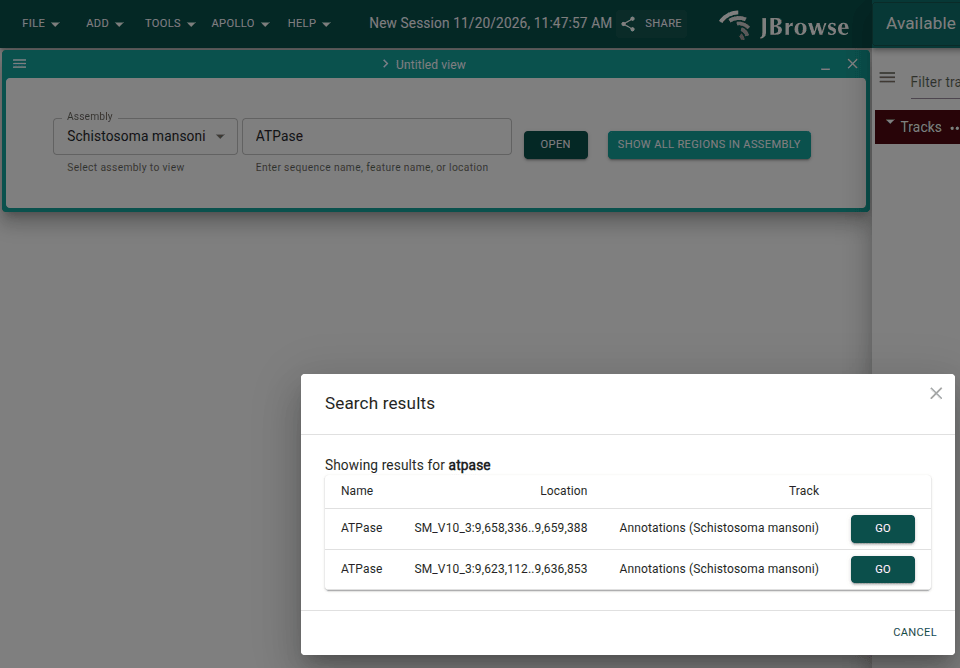 FILE ADD TOOLS APOLLO HELP New Session 11/20/2026, 11:47:57 AM SHARE JBrowse Available
Untitled view
Filter tra
Assembly
Schistosoma mansoni ATPase OPEN SHOW ALL REGIONS IN ASSEMBLY
Tracks
Select assembly to view Enter sequence name, feature name, or location
Search results
Showing results for atpase
Name Location Track
ATPase SM_V10_3:9,658,336..9,659,388 Annotations (Schistosoma mansoni) GO
ATPase SM_V10_3:9,623,112..9,636,853 Annotations (Schistosoma mansoni) GO
CANCEL